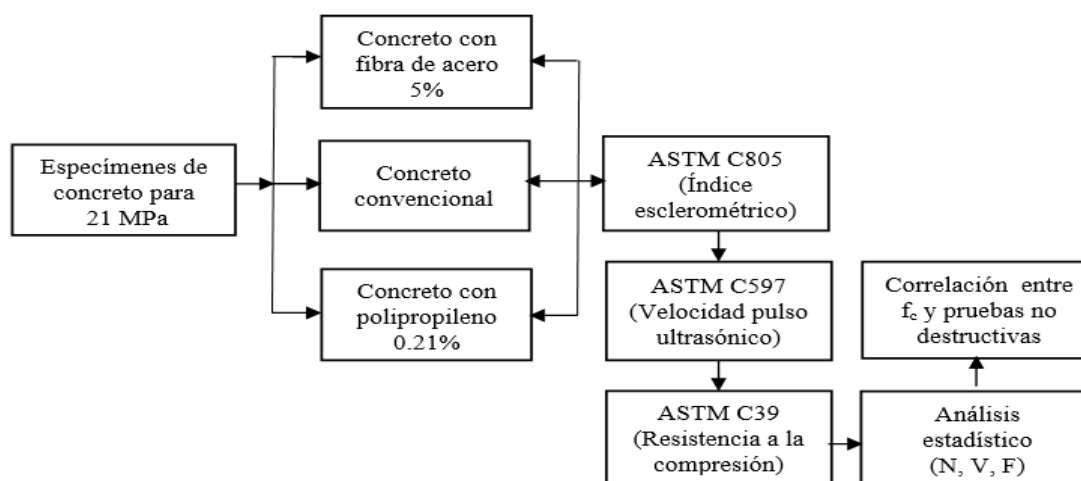 Especímenes de
concreto para
21 MPa
Concreto con
fibra de acero
5%
Concreto
convencional
Concreto con
polipropileno
0.21%
ASTM C805
(Índice
esclerométrico)
ASTM C597
(Velocidad pulso
ultrasónico)
ASTM C39
(Resistencia a la
compresión)
Análisis
estadístico
(N, V, F)
Correlación entre
fc y pruebas no
destructivas